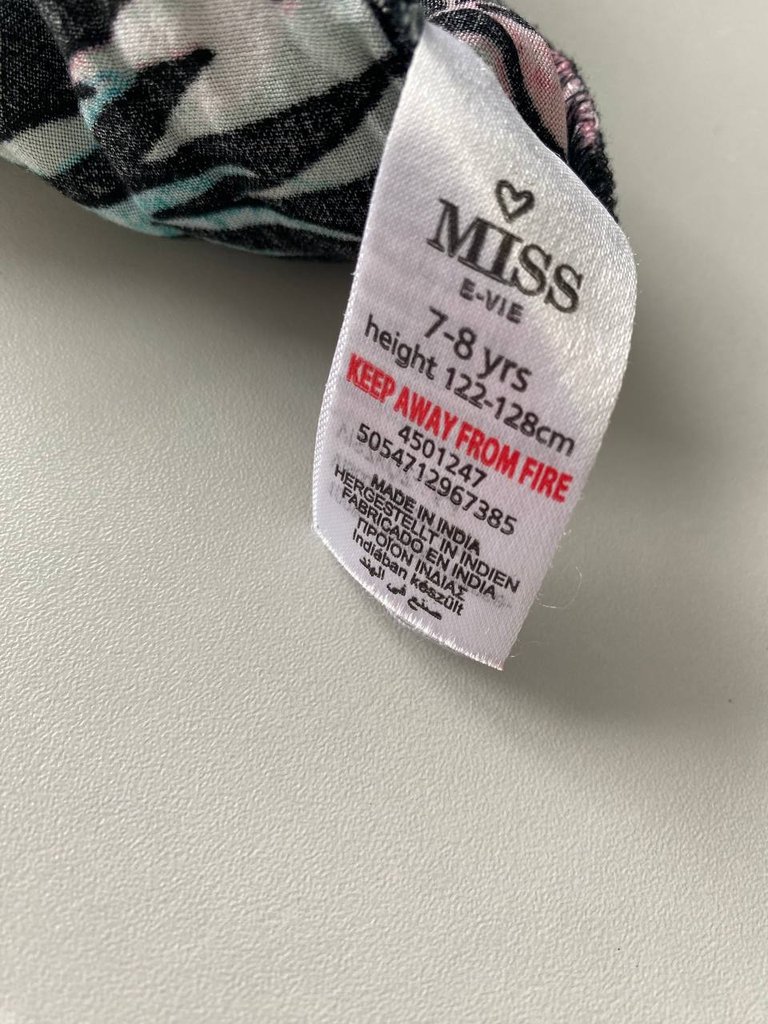 MISS
E-VIE
7-8 yrs
height 122-128cm
KEEP AWAY FROM FIRE
4501247
5054712967385
MADE IN INDIA
HERGESTELLT IN INDIEN
FABRICADO EN INDIA
ΠΡΟΪΟΝ ΙΝΔΙΑΣ
Indiában készült
صنع في الهند